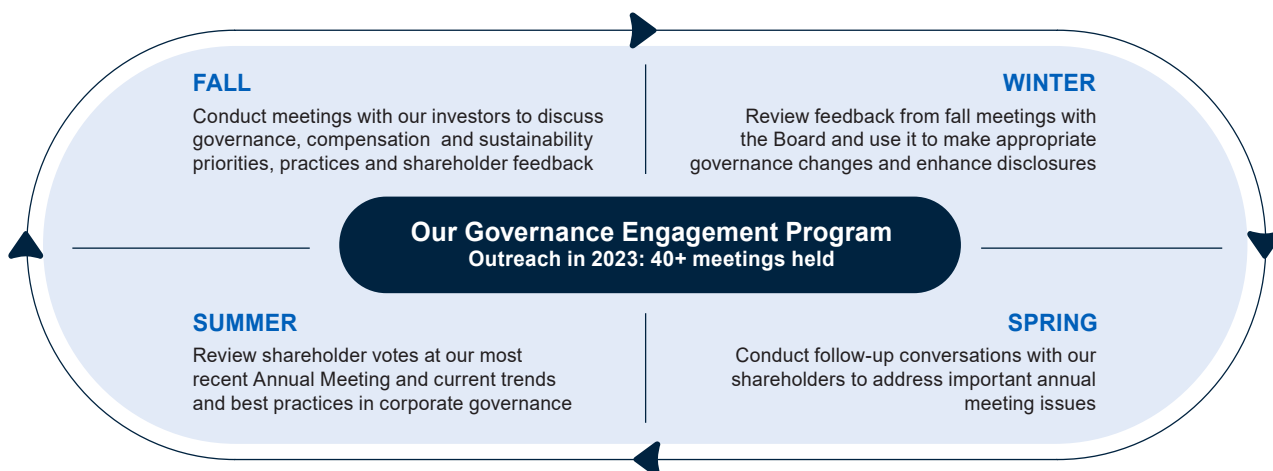 FALL
Conduct meetings with our investors to discuss
governance, compensation and sustainability
priorities, practices and shareholder feedback
WINTER
Review feedback from fall meetings with
the Board and use it to make appropriate
governance changes and enhance disclosures
Our Governance Engagement Program
Outreach in 2023: 40+ meetings held
SUMMER
Review shareholder votes at our most
recent Annual Meeting and current trends
and best practices in corporate governance
SPRING
Conduct follow-up conversations with our
shareholders to address important annual
meeting issues